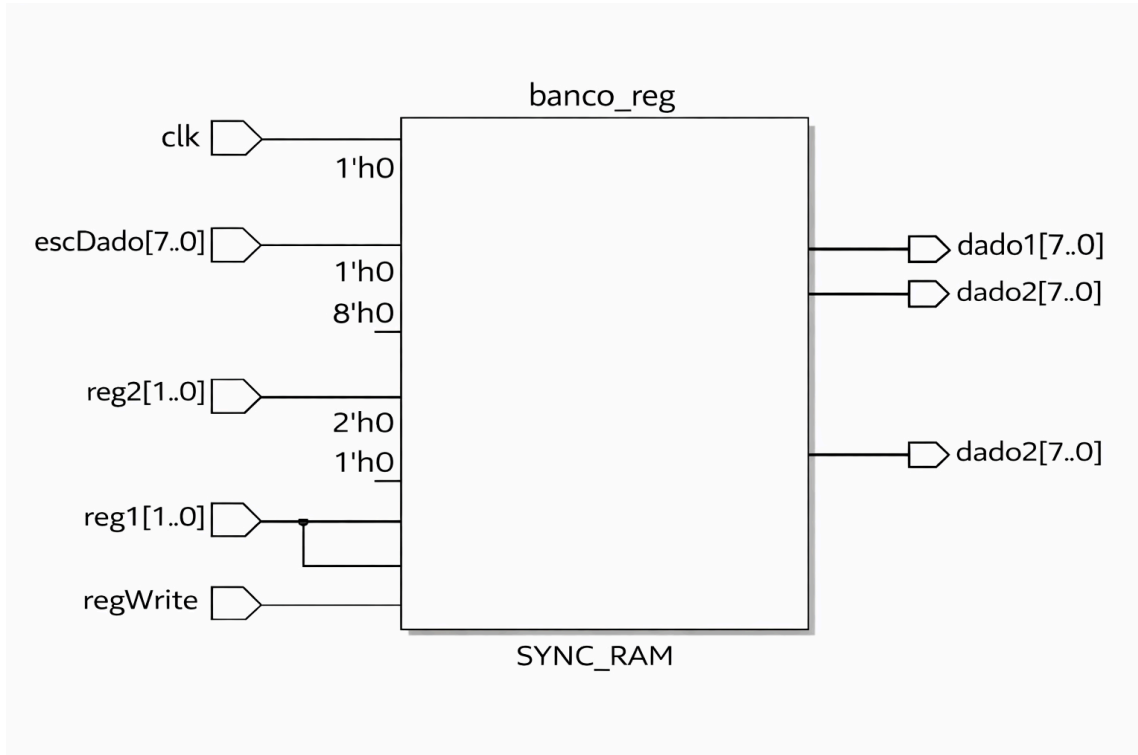 banco_reg
clk
1'h0
escDado[7..0]
1'h0
8'h0
reg2[1..0]
2'h0
1'h0
reg1[1..0]
regWrite
dado1[7..0]
dado2[7..0]
dado2[7..0]
SYNC_RAM